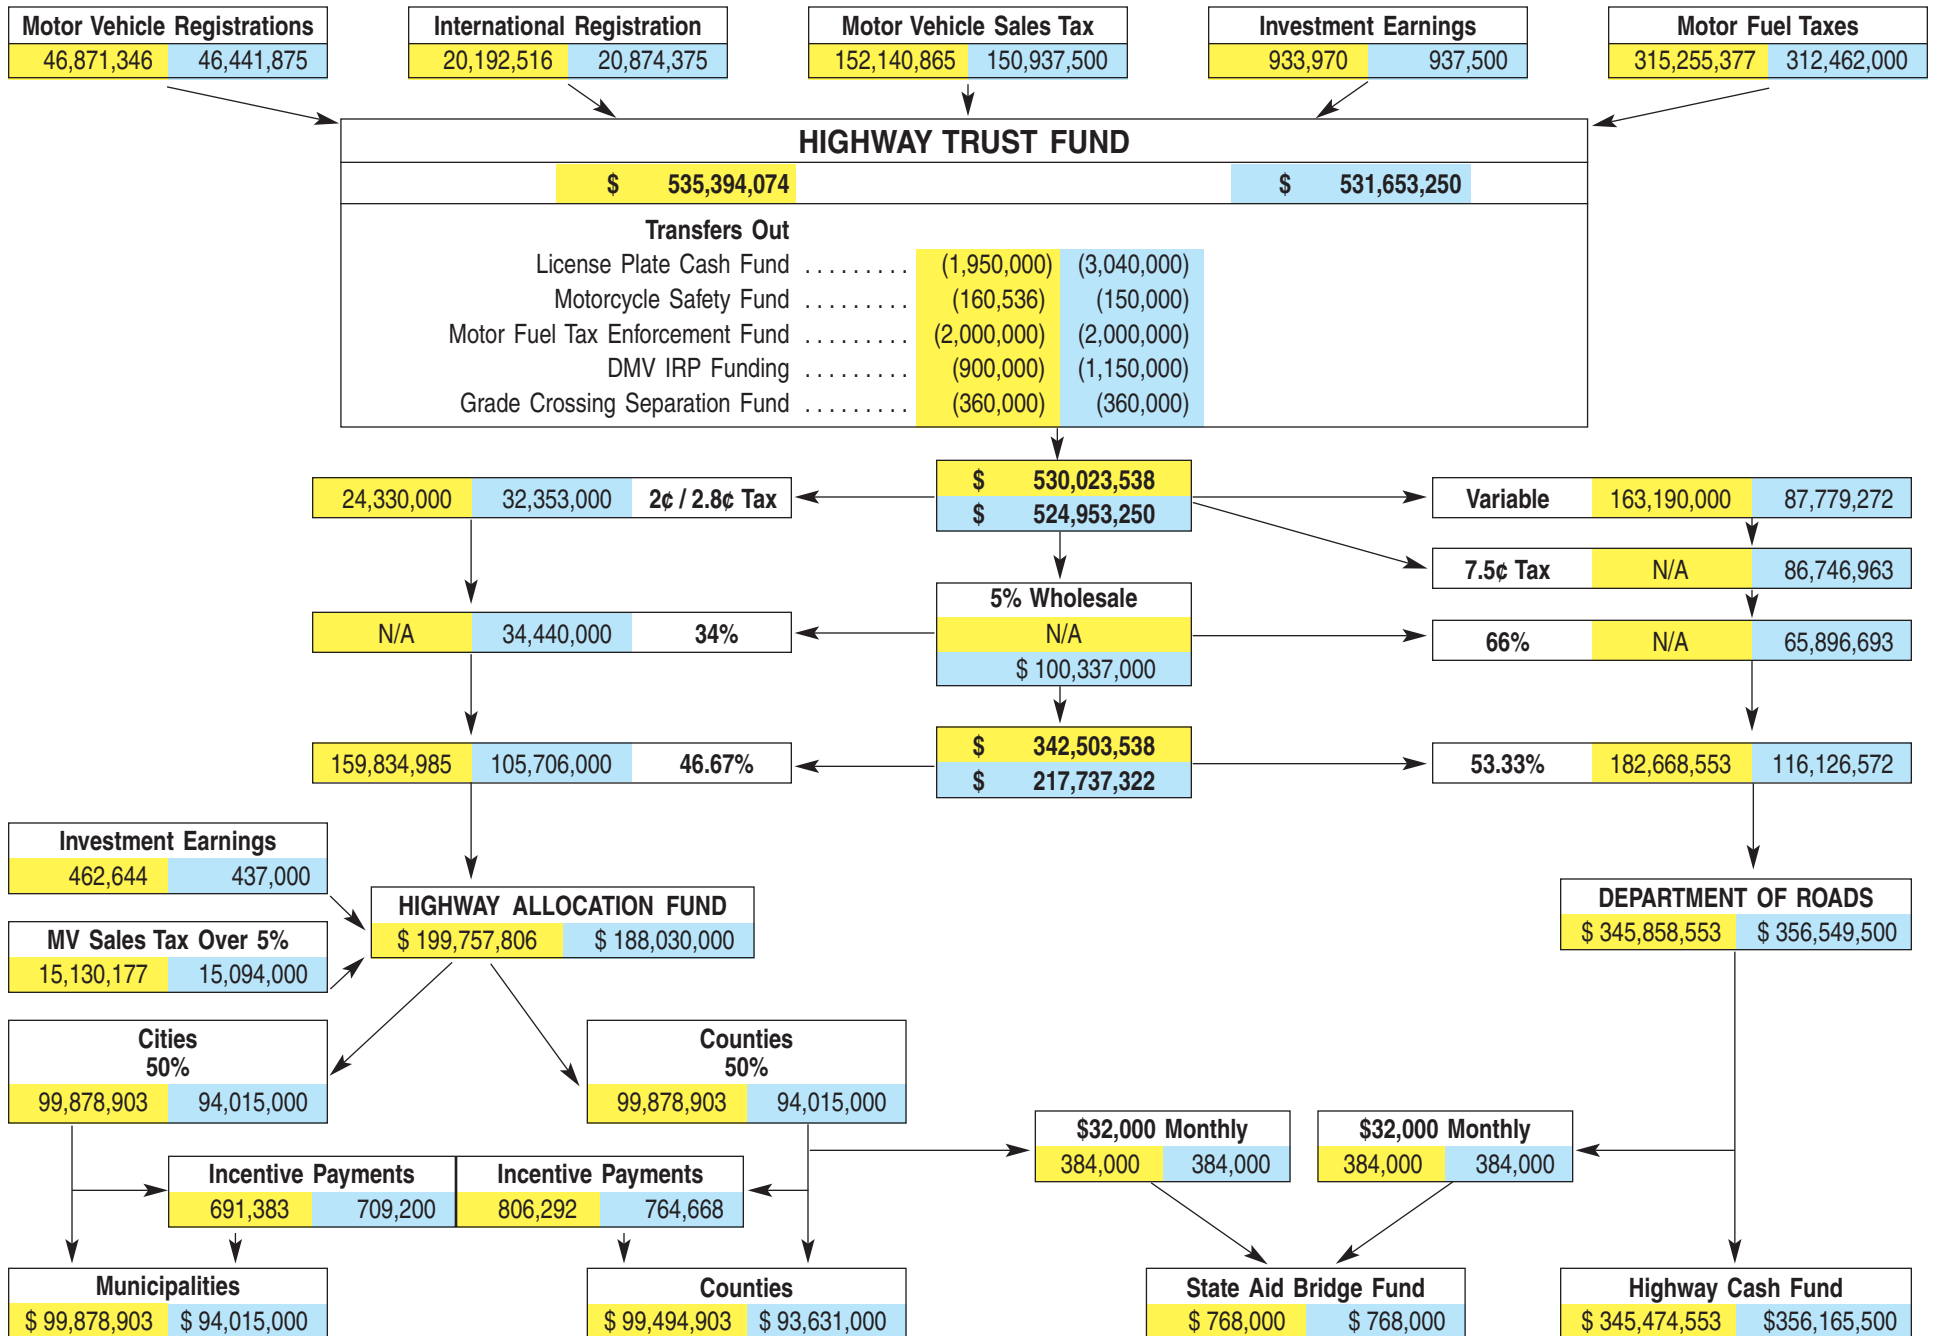 Motor Vehicle Registrations
46,871,346 46,441,875
International Registration
20,192,516 20,874,375
Motor Vehicle Sales Tax
152,140,865 150,937,500
Investment Earnings
933,970 937,500
Motor Fuel Taxes
315,255,377 312,462,000
HIGHWAY TRUST FUND
$ 535,394,074 $ 531,653,250
Transfers Out
License Plate Cash Fund ......... (1,950,000) (3,040,000)
Motorcycle Safety Fund ......... (160,536) (150,000)
Motor Fuel Tax Enforcement Fund ......... (2,000,000) (2,000,000)
DMV IRP Funding ......... (900,000) (1,150,000)
Grade Crossing Separation Fund ......... (360,000) (360,000)
$ 530,023,538
$ 524,953,250
24,330,000 32,353,000 2¢ / 2.8¢ Tax
Variable 163,190,000 87,779,272
7.5¢ Tax N/A 86,746,963
5% Wholesale
N/A
$ 100,337,000
N/A 34,440,000 34%
66% N/A 65,896,693
$ 342,503,538
$ 217,737,322
159,834,985 105,706,000 46.67%
53.33% 182,668,553 116,126,572
Investment Earnings
462,644 437,000
MV Sales Tax Over 5%
15,130,177 15,094,000
HIGHWAY ALLOCATION FUND
$ 199,757,806 $ 188,030,000
DEPARTMENT OF ROADS
$ 345,858,553 $ 356,549,500
Cities
50%
99,878,903 94,015,000
Counties
50%
99,878,903 94,015,000
$32,000 Monthly
384,000 384,000
$32,000 Monthly
384,000 384,000
Incentive Payments
691,383 709,200
Incentive Payments
806,292 764,668
Municipalities
$ 99,878,903 $ 94,015,000
Counties
$ 99,494,903 $ 93,631,000
State Aid Bridge Fund
$ 768,000 $ 768,000
Highway Cash Fund
$ 345,474,553 $356,165,500